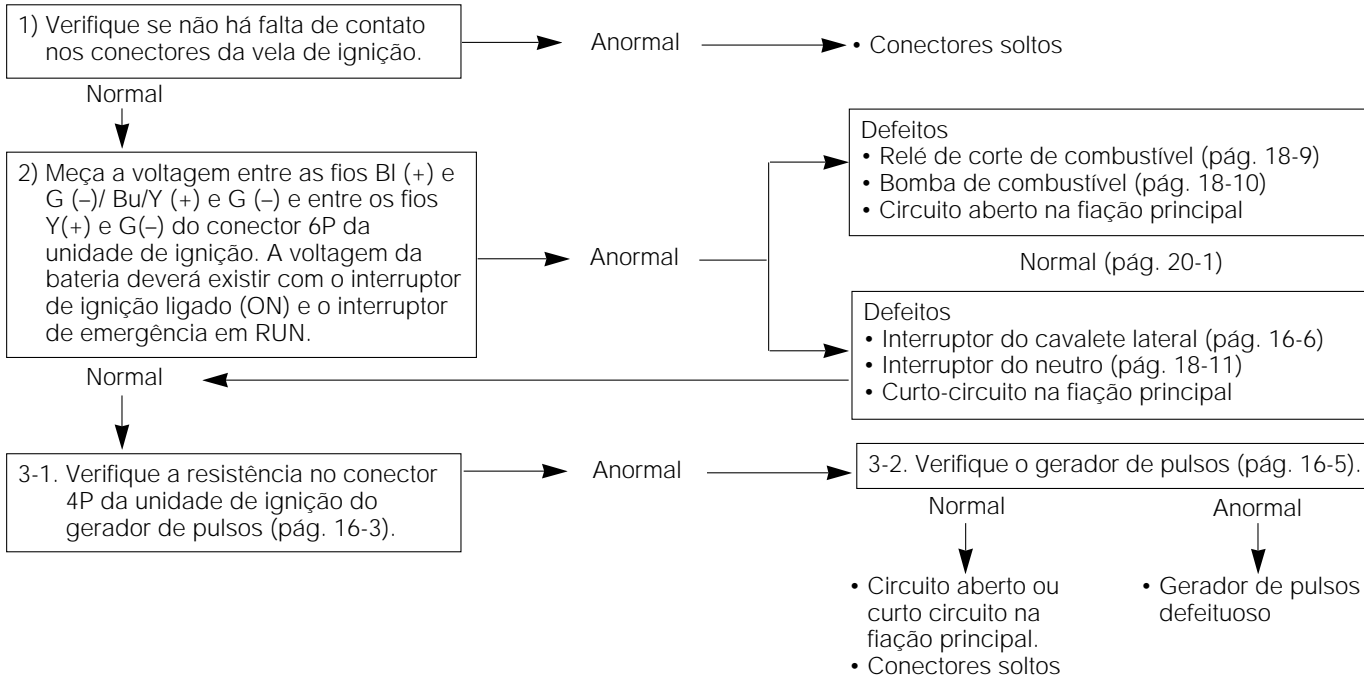 1) Verifique se não há falta de contato
nos conectores da vela de ignição.
Anormal
• Conectores soltos
Normal
2) Meça a voltagem entre as fios Bl (+) e
G (–)/ Bu/Y (+) e G (–) e entre os fios
Y(+) e G(–) do conector 6P da
unidade de ignição. A voltagem da
bateria deverá existir com o interruptor
de ignição ligado (ON) e o interruptor
de emergência em RUN.
Anormal
Defeitos
• Relé de corte de combustível (pág. 18-9)
• Bomba de combustível (pág. 18-10)
• Circuito aberto na fiação principal
Normal (pág. 20-1)
Defeitos
• Interruptor do cavalete lateral (pág. 16-6)
• Interruptor do neutro (pág. 18-11)
• Curto-circuito na fiação principal
Normal
3-1. Verifique a resistência no conector
4P da unidade de ignição do
gerador de pulsos (pág. 16-3).
Anormal
3-2. Verifique o gerador de pulsos (pág. 16-5).
Normal
Anormal
• Circuito aberto ou
curto circuito na
fiação principal.
• Conectores soltos
• Gerador de pulsos
defeituoso